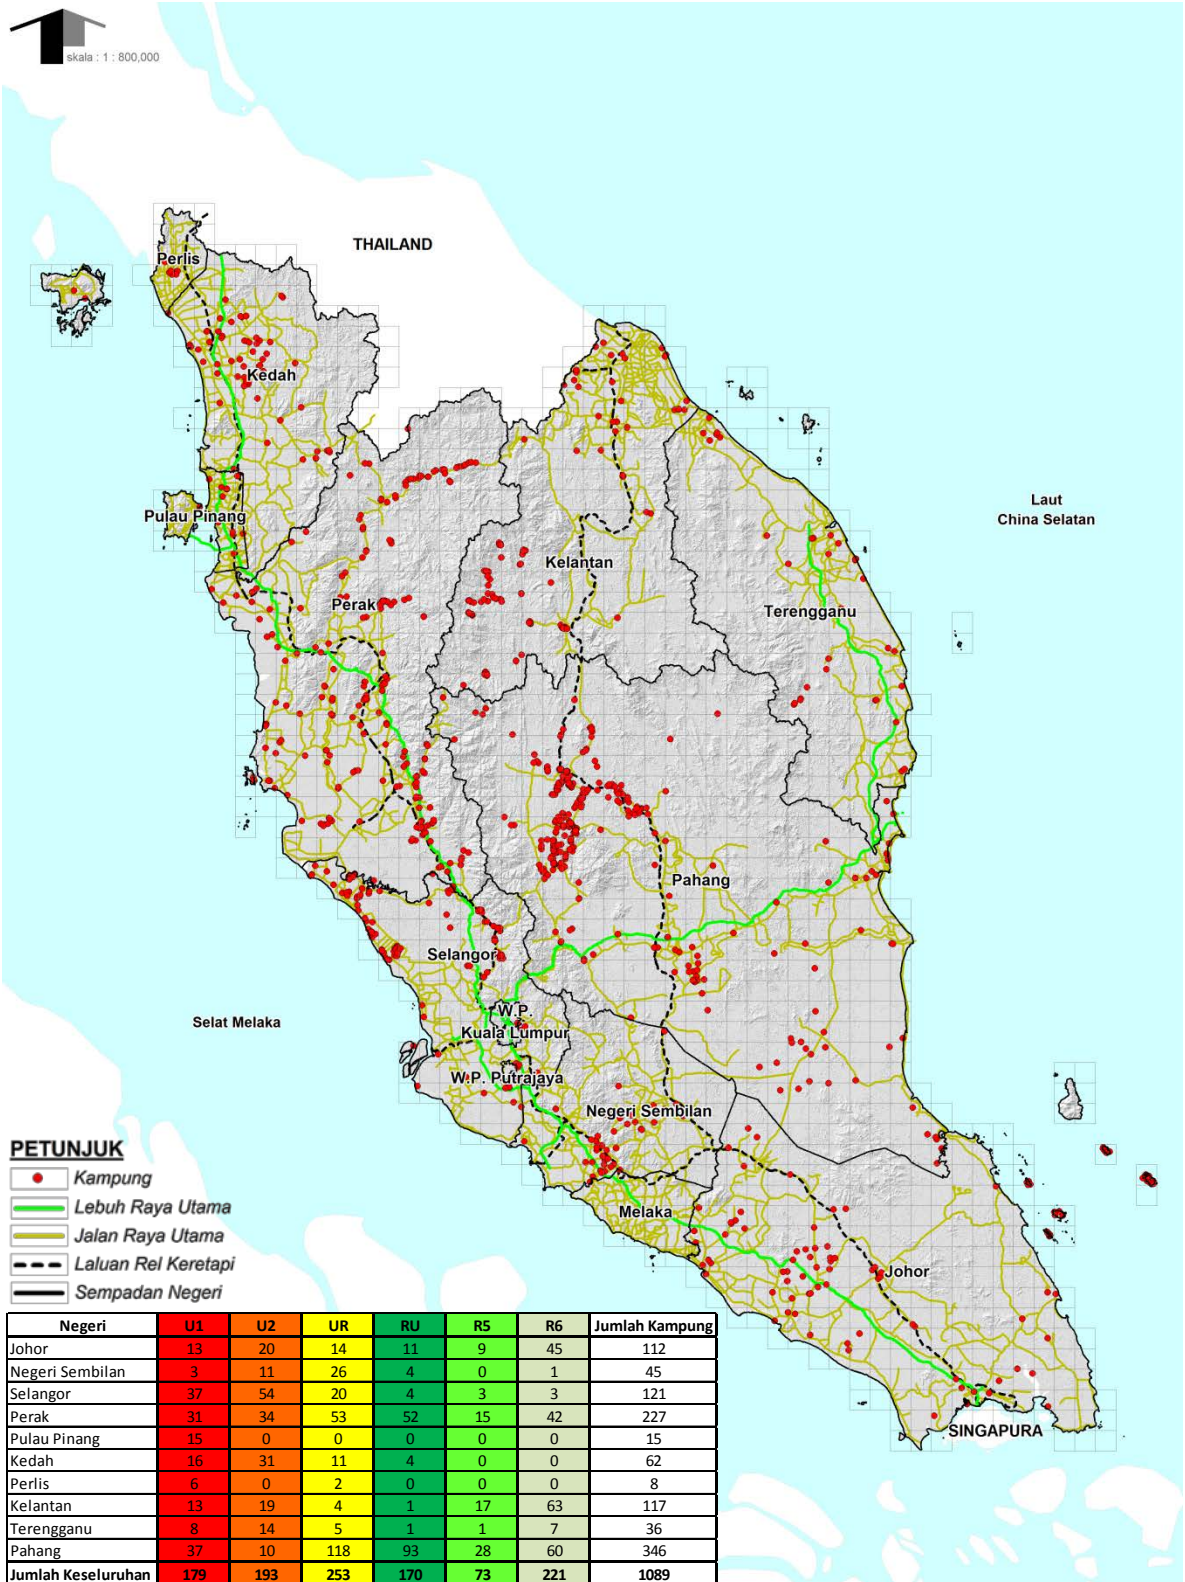 skala : 1 : 800,000
THAILAND
Perlis
Kedah
Pulau Pinang
Laut
China Selatan
Kelantan
Perak
Terengganu
Pahang
Selangor
W.P.
Kuala Lumpur
Selat Melaka
W.P. Putrajaya
Negeri Sembilan
Melaka
Johor
SINGAPURA
PETUNJUK
Kampung
Lebuh Raya Utama
Jalan Raya Utama
Laluan Rel Keretapi
Sempadan Negeri
Negeri U1 U2 UR RU R5 R6 Jumlah Kampung
Johor 13 20 14 11 9 45 112
Negeri Sembilan 3 11 26 4 0 1 45
Selangor 37 54 20 4 3 3 121
Perak 31 34 53 52 15 42 227
Pulau Pinang 15 0 0 0 0 0 15
Kedah 16 31 11 4 0 0 62
Perlis 6 0 2 0 0 0 8
Kelantan 13 19 4 1 17 63 117
Terengganu 8 14 5 1 1 7 36
Pahang 37 10 118 93 28 60 346
Jumlah Keseluruhan 179 193 253 170 73 221 1089